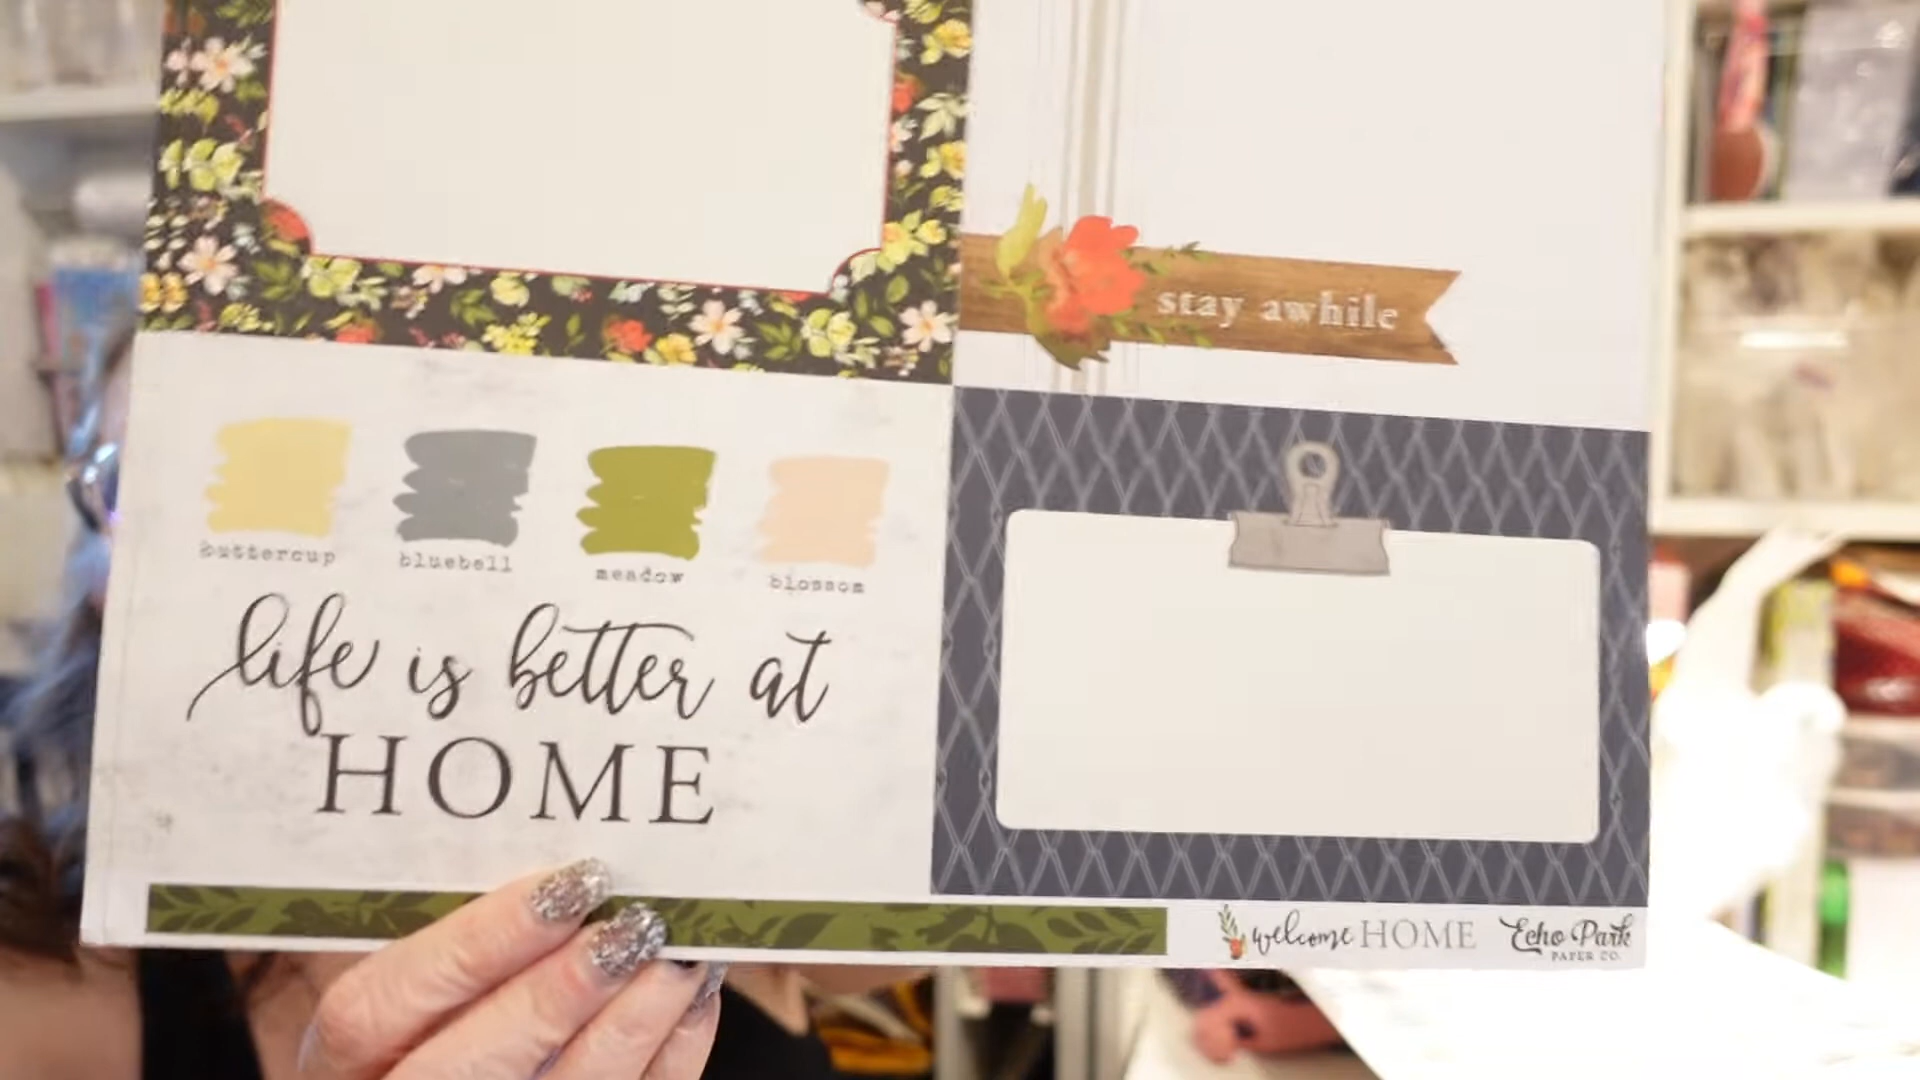 stay awhile
buttercup bluebell meadow blossom
life is better at
HOME
welcome HOME Echo Park
PAPER CO.